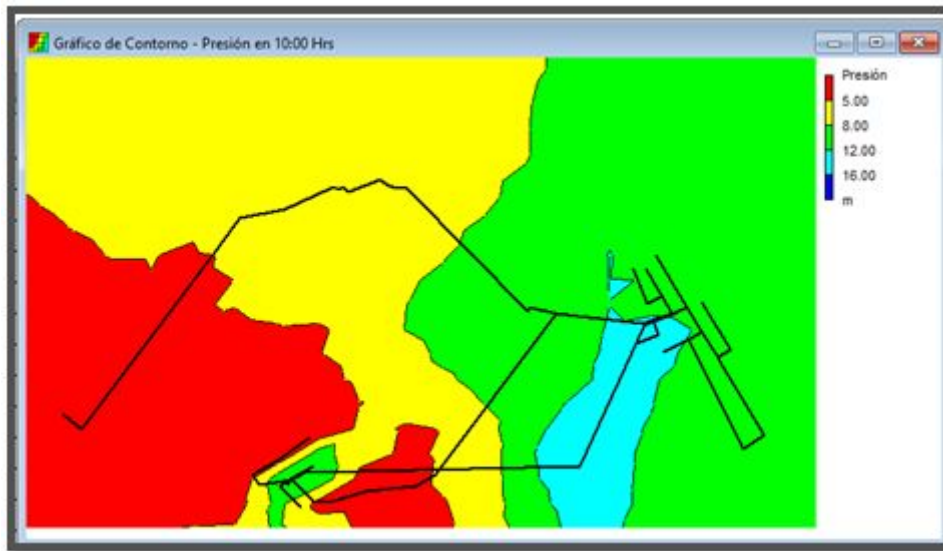 Gráfico de Contorno - Presión en 10:00 Hrs
Presión
5.00
8.00
12.00
16.00
m